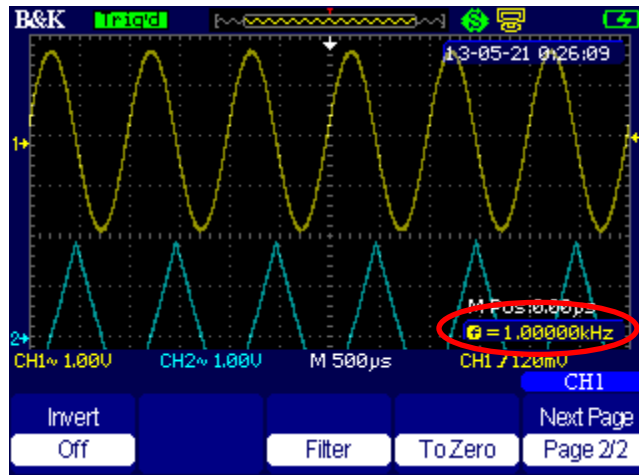 B&K Trig'd
13-05-21 0:26:09
1
M Pos:0.00μs
2
f = 1.00000kHz
CH1~ 1.00V CH2~ 1.00V M 500μs CH1 / 120mV
CH1
Invert Next Page
Off Filter To Zero Page 2/2